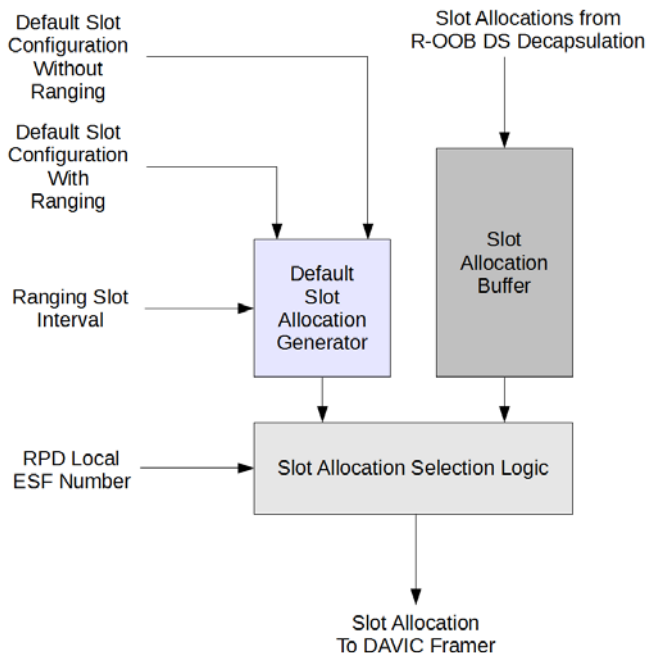 Default Slot
Configuration
Without
Ranging
Slot Allocations from
R-OOB DS Decapsulation
Default Slot
Configuration
With
Ranging
Slot
Allocation
Buffer
Default
Slot
Allocation
Generator
Ranging Slot
Interval
RPD Local
ESF Number
Slot Allocation Selection Logic
Slot Allocation
To DAVIC Framer